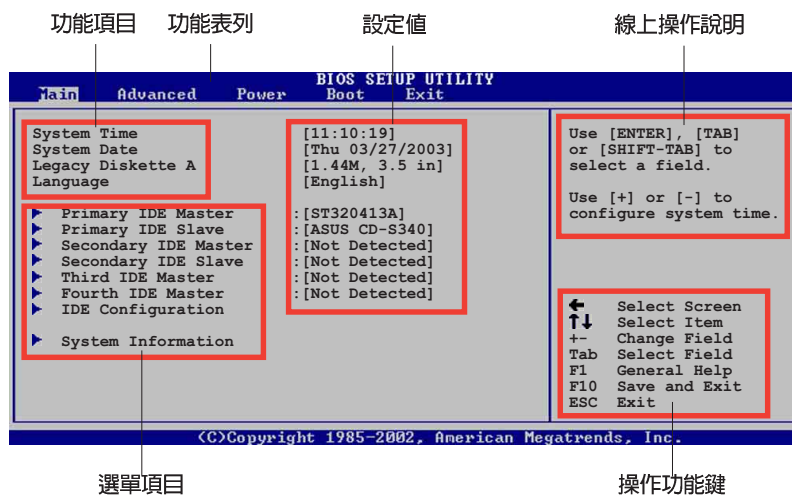 功能項目 功能表列 設定值 線上操作說明
BIOS SETUP UTILITY
Main Advanced Power Boot Exit
System Time [11:10:19]
System Date [Thu 03/27/2003]
Legacy Diskette A [1.44M, 3.5 in]
Language [English]
Primary IDE Master :[ST320413A]
Primary IDE Slave :[ASUS CD-S340]
Secondary IDE Master :[Not Detected]
Secondary IDE Slave :[Not Detected]
Third IDE Master :[Not Detected]
Fourth IDE Master :[Not Detected]
IDE Configuration
System Information
Use [ENTER], [TAB]
or [SHIFT-TAB] to
select a field.
Use [+] or [-] to
configure system time.
← Select Screen
↑↓ Select Item
+- Change Field
Tab Select Field
F1 General Help
F10 Save and Exit
ESC Exit
(C)Copyright 1985-2002, American Megatrends, Inc.
選單項目 操作功能鍵